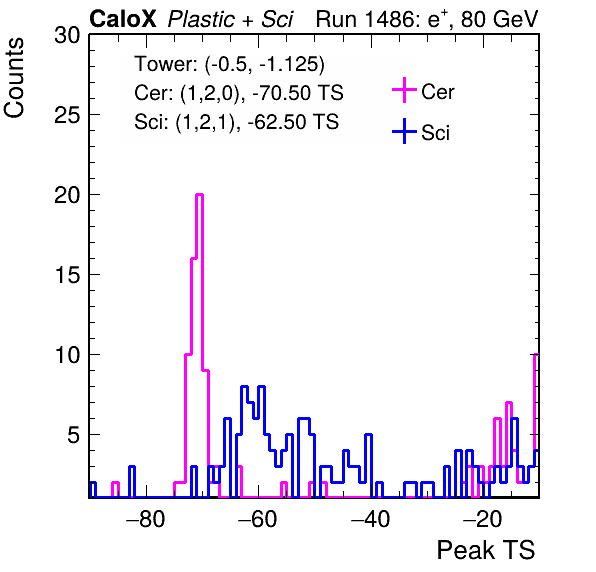 CaloX Plastic + Sci Run 1486: e⁺, 80 GeV
Counts
30
25
20
15
10
5
Tower: (-0.5, -1.125)
Cer: (1,2,0), -70.50 TS
Sci: (1,2,1), -62.50 TS
Cer
Sci
−80 −60 −40 −20
Peak TS